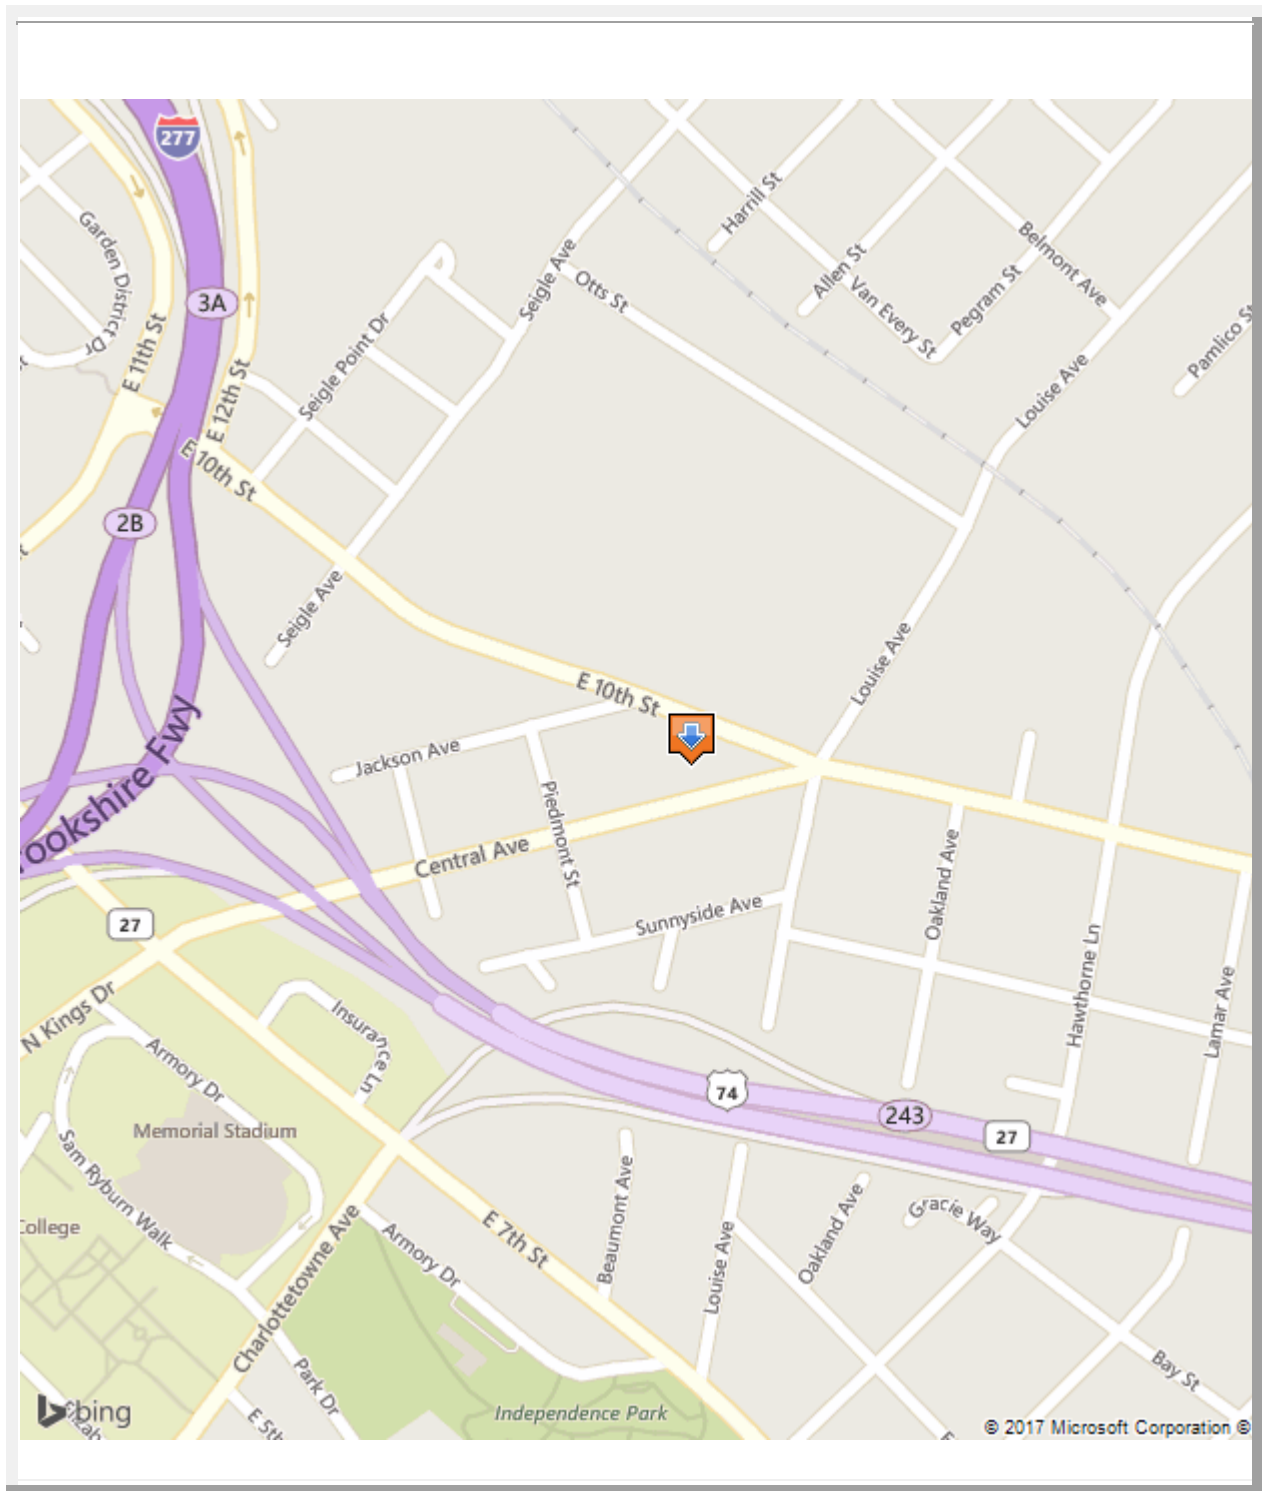 277
Garden District Dr
3A
E 11th St
E 12th St
E 10th St
2B
Seigle Point Dr
Seigle Ave
Otts St
Harrill St
Allen St
Van Every St
Pegram St
Belmont Ave
Louise Ave
Pamlico St
Seigle Ave
E 10th St
Louise Ave
Jackson Ave
Piedmont St
Central Ave
Sunnyside Ave
Oakland Ave
Hawthorne Ln
Lamar Ave
ookshire Fwy
27
N Kings Dr
Insurance Ln
Armory Dr
Memorial Stadium
Sam Ryburn Walk
College
74
243
27
Charlottetowne Ave
Armory Dr
E 7th St
Beaumont Ave
Louise Ave
Oakland Ave
Gracie Way
Bay St
Park Dr
E 5th
Independence Park
bing
© 2017 Microsoft Corporation ©